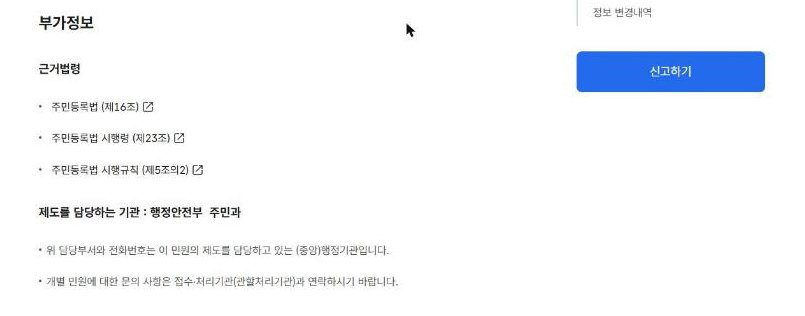 부가정보
정보 변경내역
근거법령
신고하기
• 주민등록법 (제16조)
• 주민등록법 시행령 (제23조)
• 주민등록법 시행규칙 (제5조의2)
제도를 담당하는 기관 : 행정안전부 주민과
• 위 담당부서와 전화번호는 이 민원의 제도를 담당하고 있는 (중앙)행정기관입니다.
• 개별 민원에 대한 문의 사항은 접수·처리기관(관할처리기관)과 연락하시기 바랍니다.